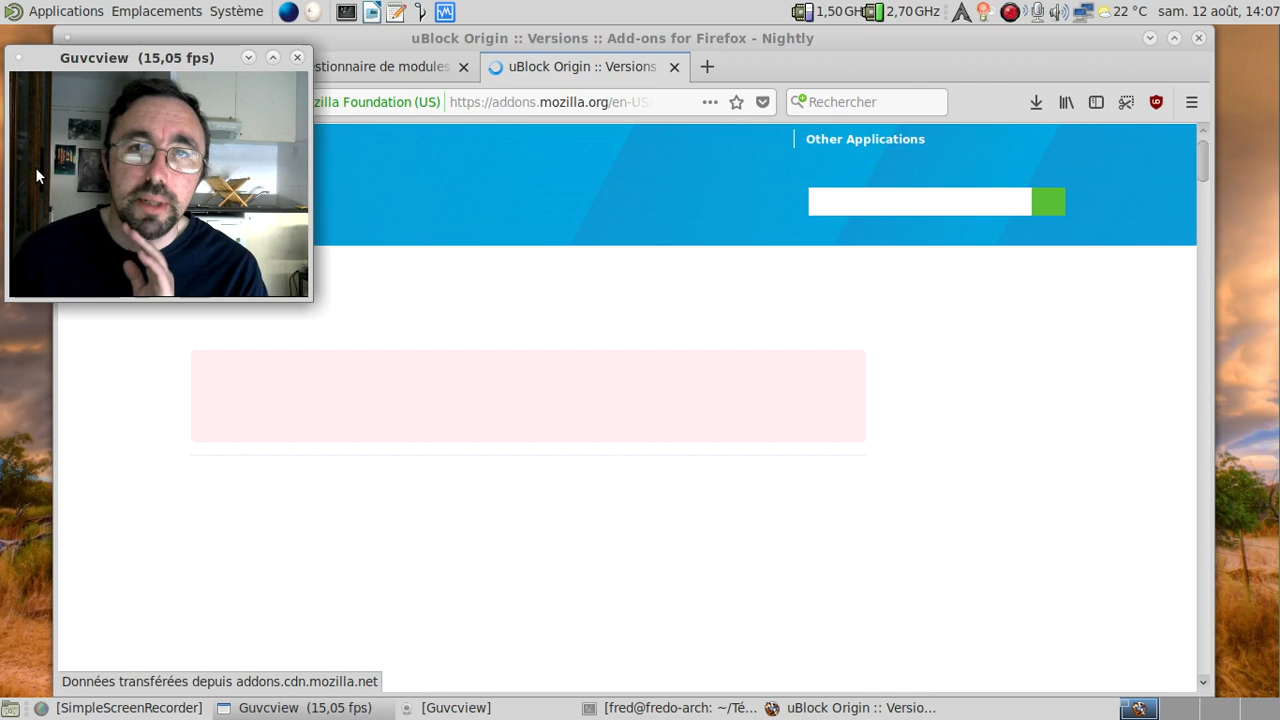 Applications Emplacements Système
1,50 GH 2,70 GHz 22 °C sam. 12 août, 14:07
uBlock Origin :: Versions :: Add-ons for Firefox - Nightly
Guvcview (15,05 fps)
estionnaire de modules
uBlock Origin :: Versions
zilla Foundation (US)
https://addons.mozilla.org/en-US
Rechercher
Other Applications
Données transférées depuis addons.cdn.mozilla.net
[SimpleScreenRecorder]
Guvcview (15,05 fps)
[Guvcview]
[fred@fredo-arch: ~/Té...
uBlock Origin :: Versio...